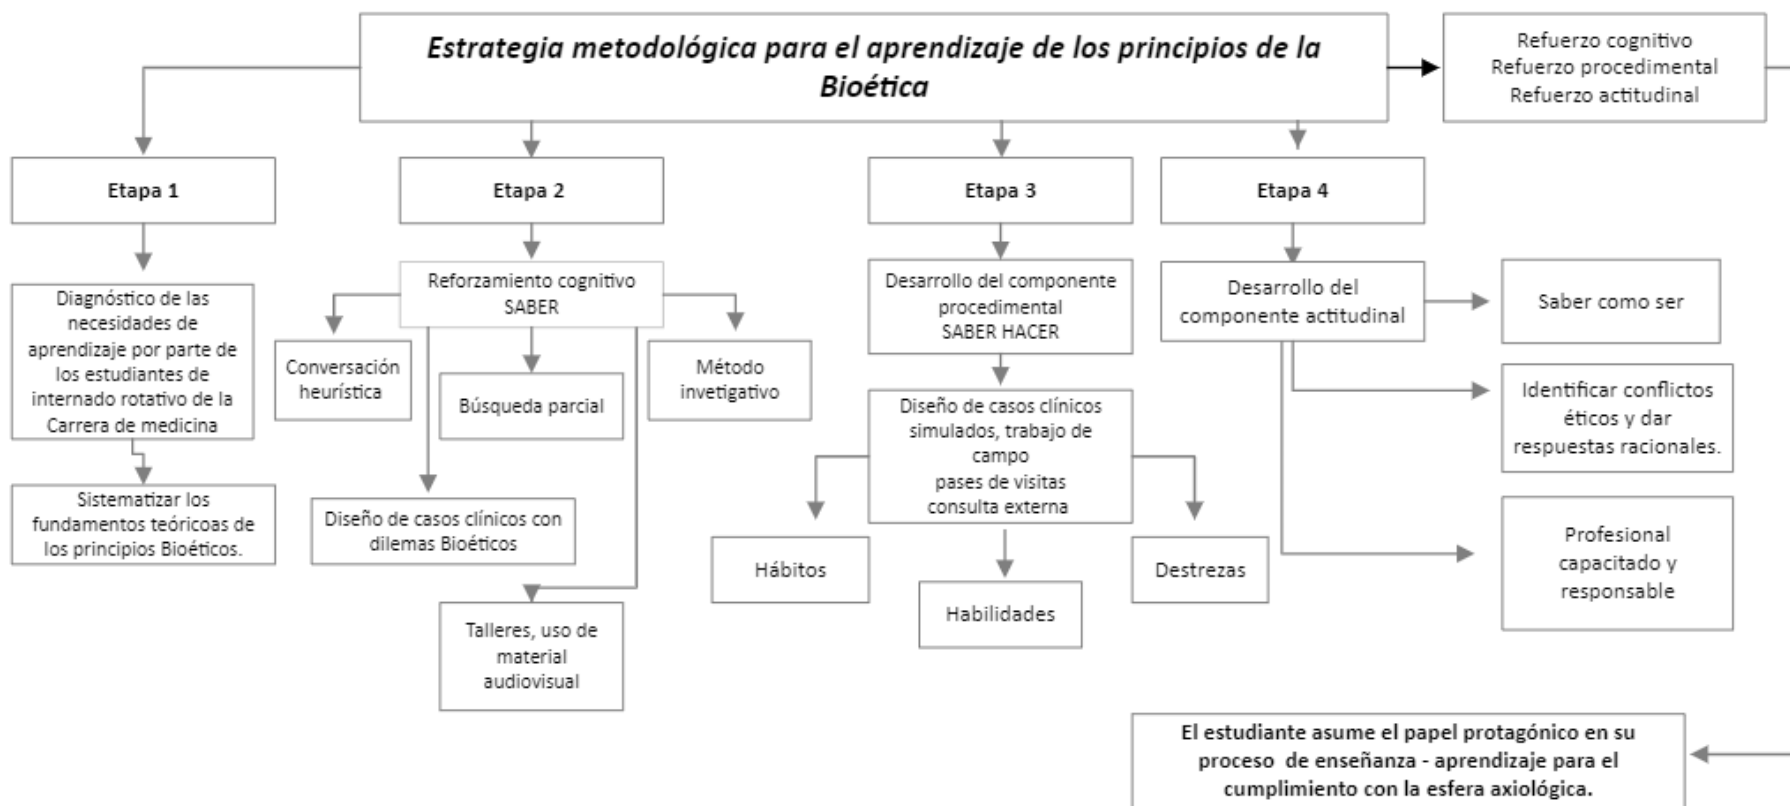 Estrategia metodológica para el aprendizaje de los principios de la
Bioética
Refuerzo cognitivo
Refuerzo procedimental
Refuerzo actitudinal
Etapa 1
Etapa 2
Etapa 3
Etapa 4
Diagnóstico de las
necesidades de
aprendizaje por parte de
los estudiantes de
internado rotativo de la
Carrera de medicina
Sistematizar los
fundamentos teóricoas de
los principios Bioéticos.
Reforzamiento cognitivo
SABER
Conversación
heurística
Búsqueda parcial
Método
invetigativo
Diseño de casos clínicos con
dilemas Bioéticos
Talleres, uso de
material
audiovisual
Desarrollo del componente
procedimental
SABER HACER
Diseño de casos clínicos
simulados, trabajo de
campo
pases de visitas
consulta externa
Hábitos
Habilidades
Destrezas
Desarrollo del
componente actitudinal
Saber como ser
Identificar conflictos
éticos y dar
respuestas racionales.
Profesional
capacitado y
responsable
El estudiante asume el papel protagónico en su
proceso de enseñanza - aprendizaje para el
cumplimiento con la esfera axiológica.